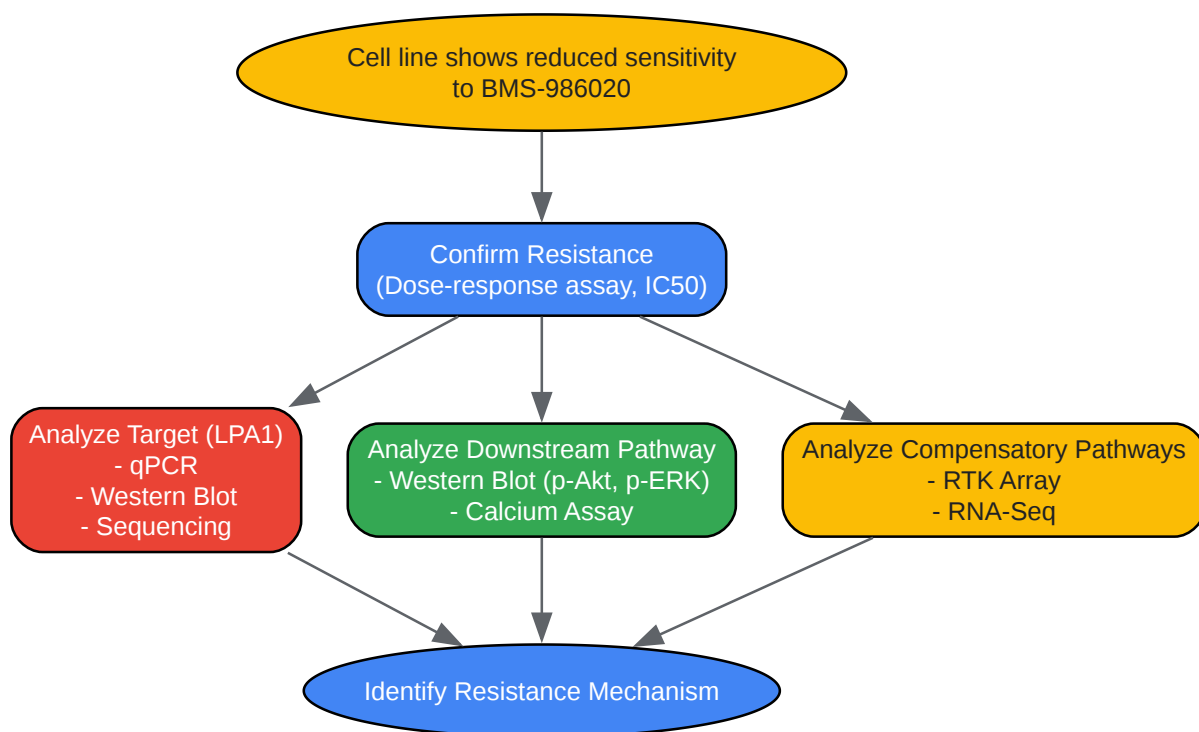 Cell line shows reduced sensitivity
to BMS-986020
Confirm Resistance
(Dose-response assay, IC50)
Analyze Target (LPA1)
- qPCR
- Western Blot
- Sequencing
Analyze Downstream Pathway
- Western Blot (p-Akt, p-ERK)
- Calcium Assay
Analyze Compensatory Pathways
- RTK Array
- RNA-Seq
Identify Resistance Mechanism